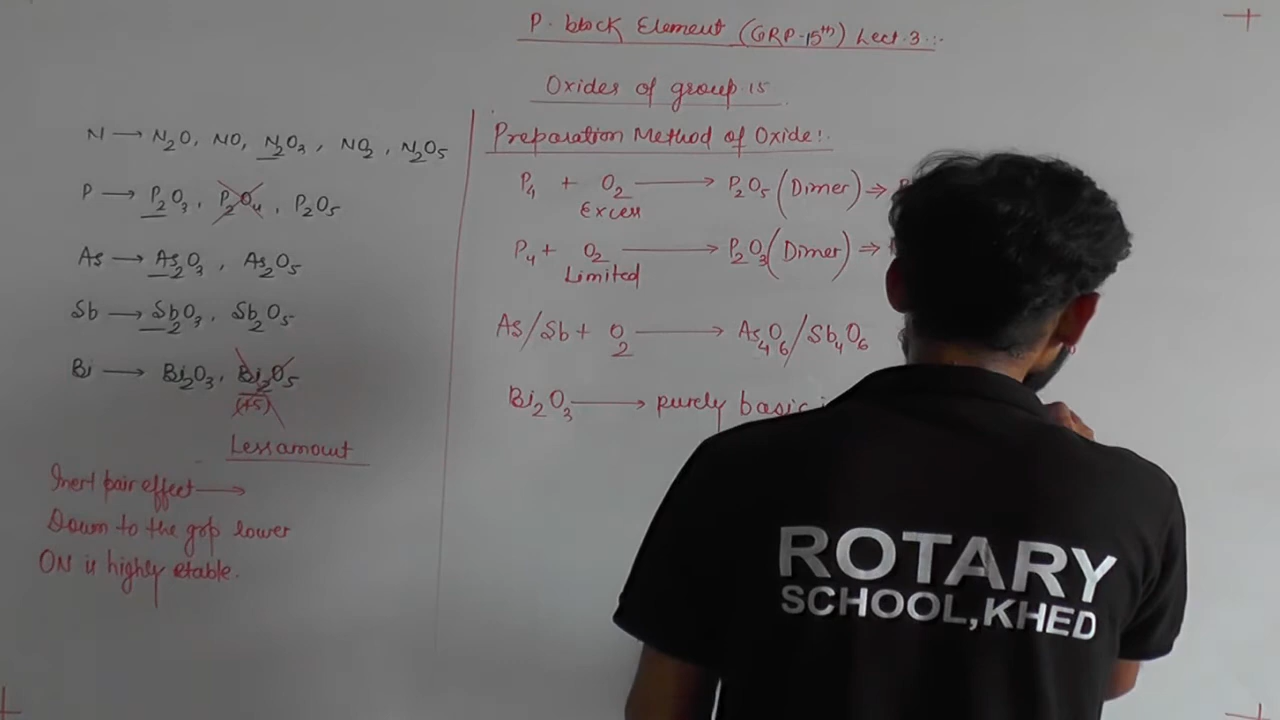 P-block Element (GRP-15th) Lect.3
Oxides of group 15
N → N2O, NO, N2O3, NO2, N2O5
P → P2O3, P2O4, P2O5
As → As2O3, As2O5
Sb → Sb2O3, Sb2O5
Bi → Bi2O3, Bi2O5
(+5)
Less amout
Inert pair effect →
Down to the grp lower
ON is highly stable.
Preparation Method of Oxide:.
P4 + O2 → P2O5 (Dimer) ⇒
Excess
P4 + O2 → P2O3 (Dimer) ⇒
Limited
As/Sb + O2 → As4O6/Sb4O6
Bi2O3 → purely basic
ROTARY
SCHOOL,KHED